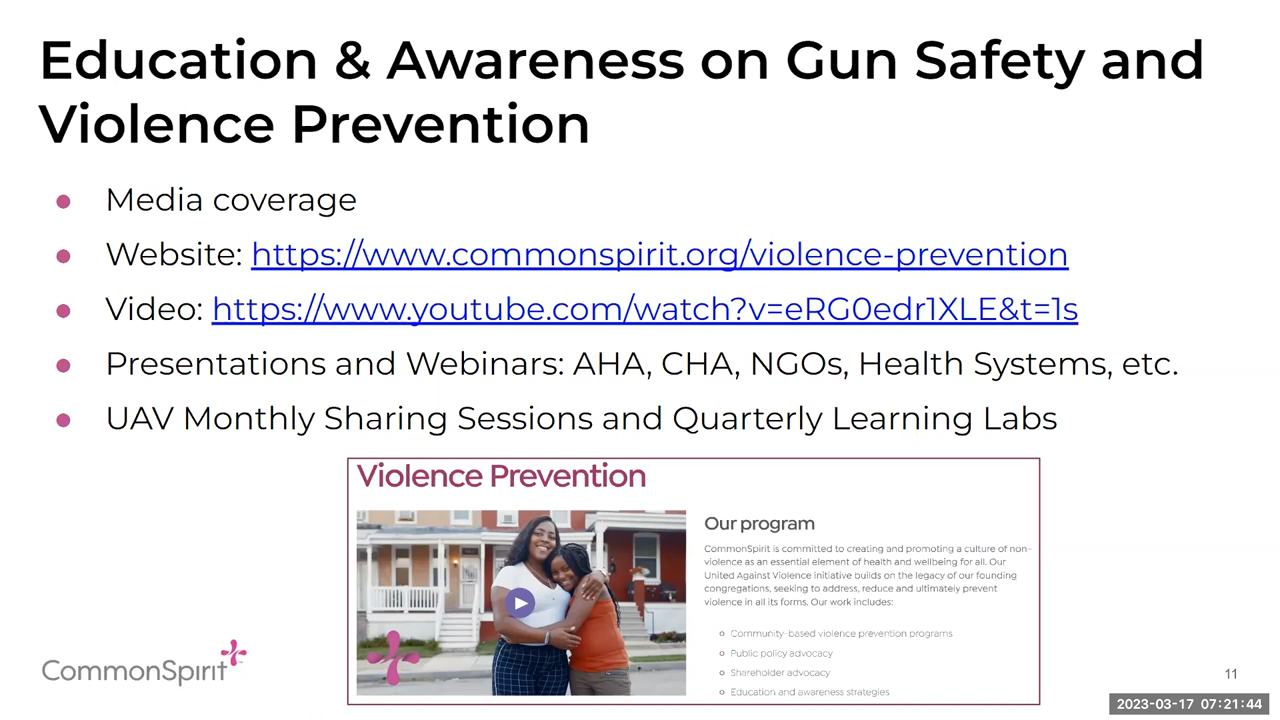 Education & Awareness on Gun Safety and
Violence Prevention
Media coverage
Website: https://www.commonspirit.org/violence-prevention
Video: https://www.youtube.com/watch?v=eRG0edr1XLE&t=1s
Presentations and Webinars: AHA, CHA, NGOs, Health Systems, etc.
UAV Monthly Sharing Sessions and Quarterly Learning Labs
Violence Prevention
Our program
CommonSpirit is committed to creating and promoting a culture of non-
violence as an essential element of health and wellbeing for all. Our
United Against Violence initiative builds on the legacy of our founding
congregations, seeking to address, reduce and ultimately prevent
violence in all its forms. Our work includes:
Community-based violence prevention programs
Public policy advocacy
Shareholder advocacy
Education and awareness strategies
CommonSpirit
11
2023-03-17 07:21:44